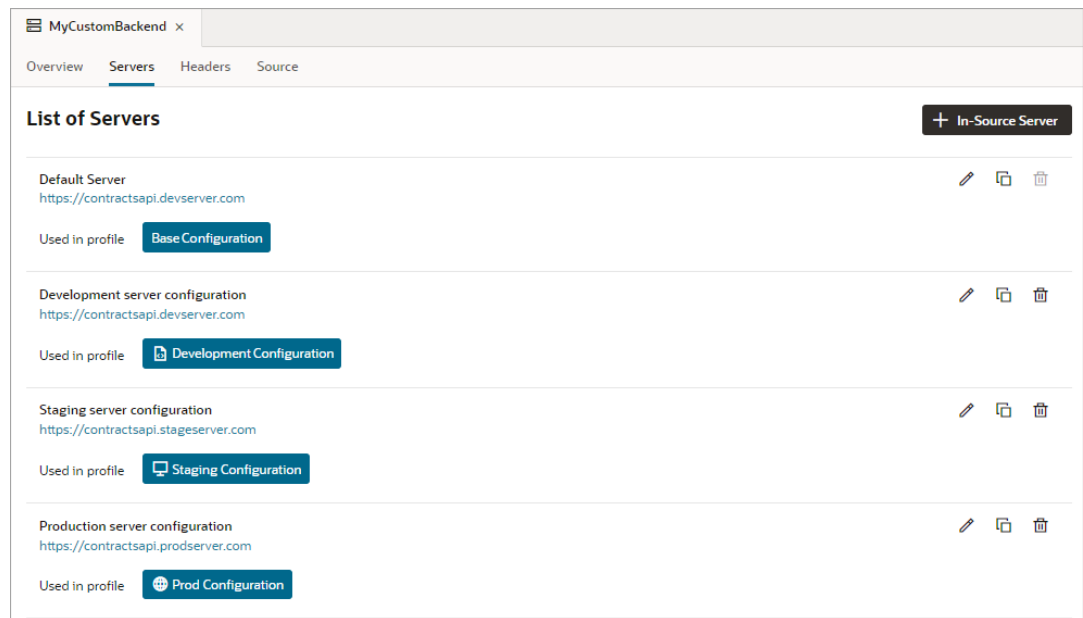 MyCustomBackend ×
Overview Servers Headers Source
List of Servers
+ In-Source Server
Default Server
https://contractsapi.devserver.com
Used in profile Base Configuration
Development server configuration
https://contractsapi.devserver.com
Used in profile Development Configuration
Staging server configuration
https://contractsapi.stageserver.com
Used in profile Staging Configuration
Production server configuration
https://contractsapi.prodserver.com
Used in profile Prod Configuration